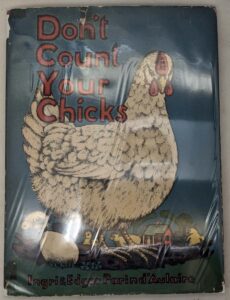 Don't
Count
Your
Chicks
Ingri & Edgar Parin d'Aulaire